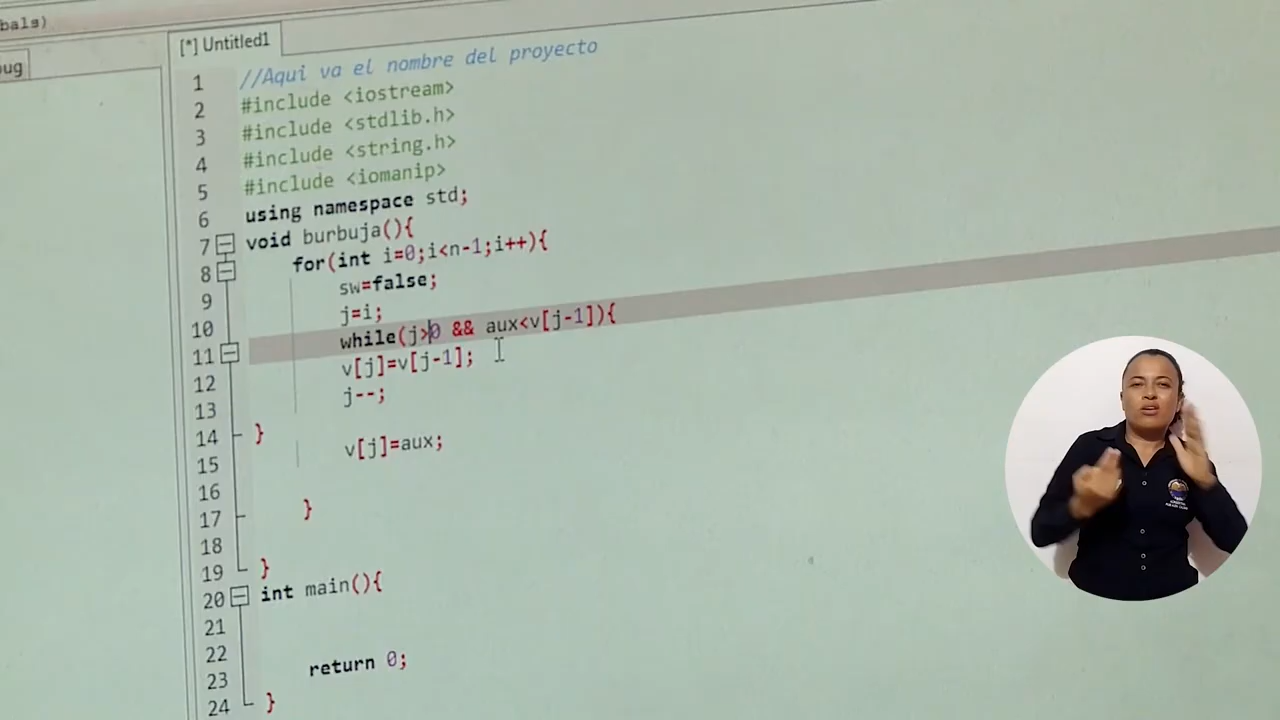 bals)
[*] Untitled1
ug
1 //Aqui va el nombre del proyecto
2 #include <iostream>
3 #include <stdlib.h>
4 #include <string.h>
5 #include <iomanip>
6 using namespace std;
7 void burbuja(){
8 for(int i=0;i<n-1;i++){
9 sw=false;
10 j=i;
11 while(j>0 && aux<v[j-1]){
12 v[j]=v[j-1];
13 j--;
14 }
15 v[j]=aux;
16
17 }
18
19 }
20 int main(){
21
22
23 return 0;
24 }